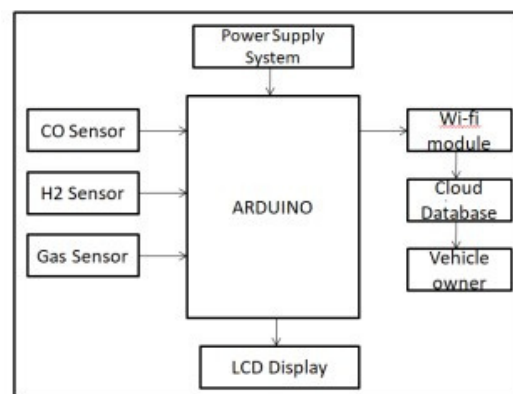 Power Supply
System
CO Sensor
H2 Sensor
Gas Sensor
ARDUINO
Wi-fi
module
Cloud
Database
Vehicle
owner
LCD Display